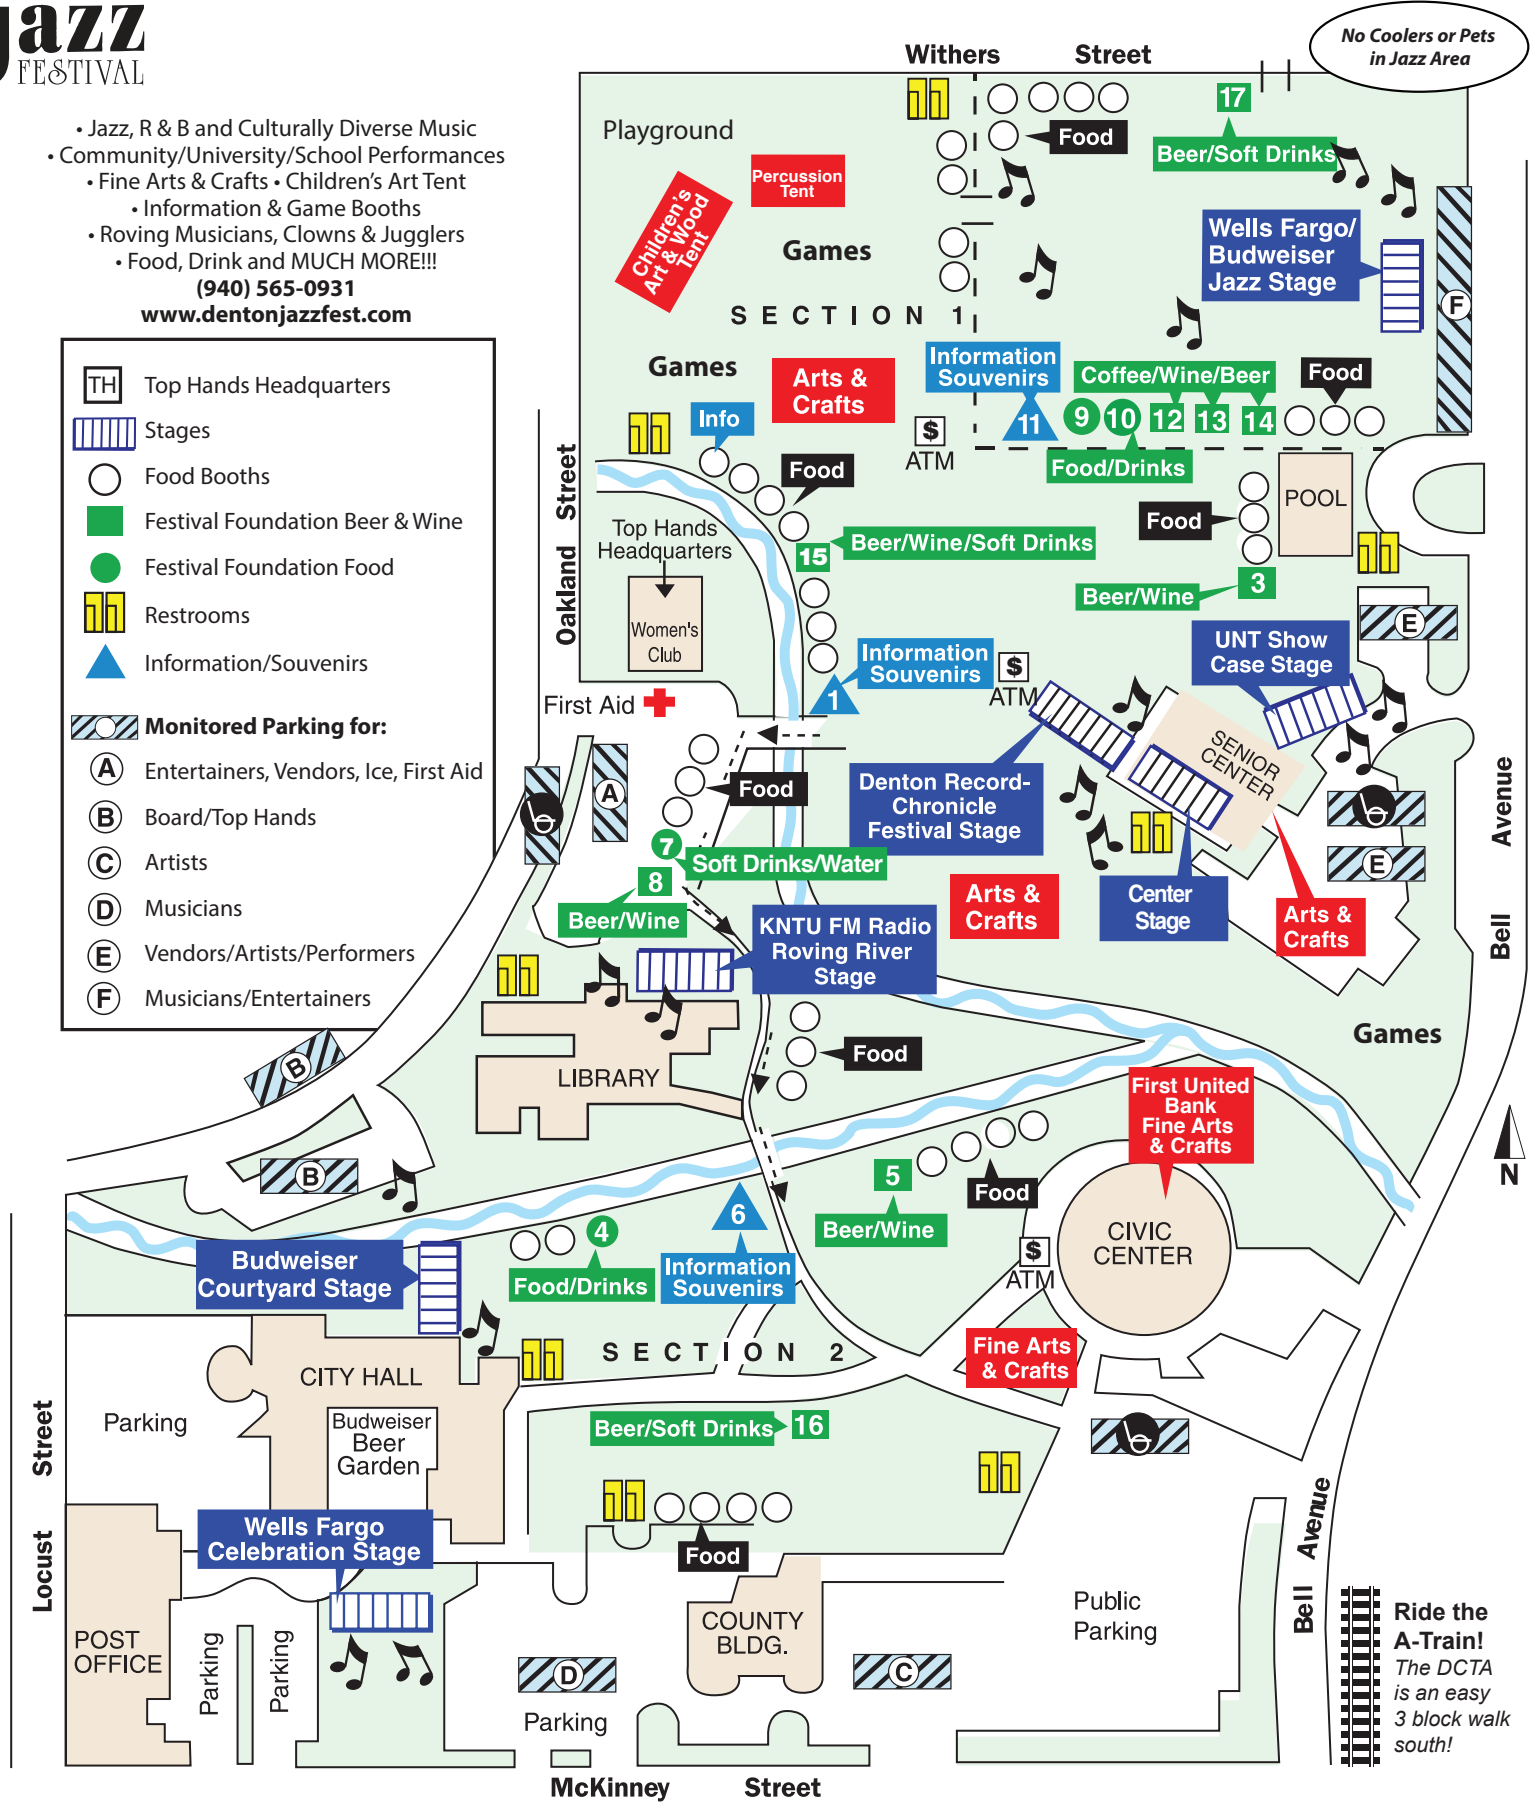 jazz
FESTIVAL
• Jazz, R & B and Culturally Diverse Music
• Community/University/School Performances
• Fine Arts & Crafts • Children's Art Tent
• Information & Game Booths
• Roving Musicians, Clowns & Jugglers
• Food, Drink and MUCH MORE!!!
(940) 565-0931
www.dentonjazzfest.com
TH Top Hands Headquarters
Stages
Food Booths
Festival Foundation Beer & Wine
Festival Foundation Food
Restrooms
Information/Souvenirs
Monitored Parking for:
A Entertainers, Vendors, Ice, First Aid
B Board/Top Hands
C Artists
D Musicians
E Vendors/Artists/Performers
F Musicians/Entertainers
No Coolers or Pets
in Jazz Area
Withers Street
Playground
Percussion
Tent
Children's
Art & Wood
Tent
Games
SECTION 1
Food
17
Beer/Soft Drinks
Wells Fargo/
Budweiser
Jazz Stage
F
Games
Arts &
Crafts
Information
Souvenirs
11
Coffee/Wine/Beer
9
10
12
13
14
Food
Food/Drinks
$
ATM
Info
Food
Oakland Street
Top Hands
Headquarters
Women's
Club
15
Beer/Wine/Soft Drinks
Food
POOL
3
Beer/Wine
E
UNT Show
Case Stage
Information
Souvenirs
1
$
ATM
First Aid
A
Food
SENIOR
CENTER
Denton Record-
Chronicle
Festival Stage
E
7
Soft Drinks/Water
8
Beer/Wine
Arts &
Crafts
Center
Stage
Arts &
Crafts
Bell Avenue
KNTU FM Radio
Roving River
Stage
LIBRARY
Food
Games
B
B
First United
Bank
Fine Arts
& Crafts
N
5
Beer/Wine
Food
CIVIC
CENTER
$
ATM
6
Information
Souvenirs
4
Food/Drinks
Budweiser
Courtyard Stage
SECTION 2
Fine Arts
& Crafts
CITY HALL
Budweiser
Beer
Garden
Parking
Beer/Soft Drinks
16
Locust Street
Wells Fargo
Celebration Stage
Food
POST
OFFICE
Parking
Parking
COUNTY
BLDG.
D
C
Parking
Public
Parking
Bell Avenue
Ride the
A-Train!
The DCTA
is an easy
3 block walk
south!
McKinney Street